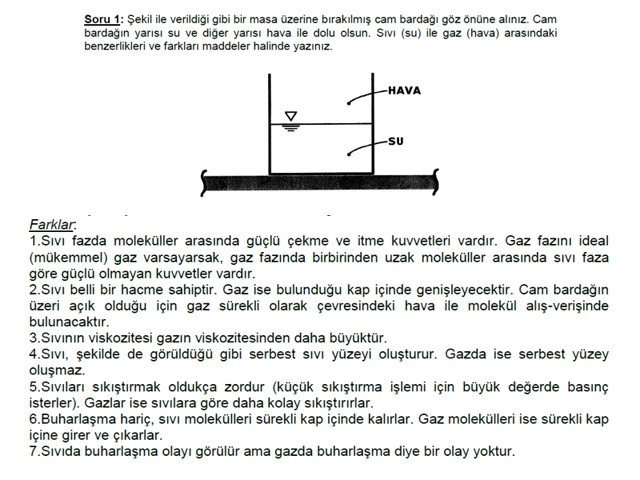 Soru 1: Şekil ile verildiği gibi bir masa üzerine bırakılmış cam bardağı göz önüne alınız. Cam
bardağın yarısı su ve diğer yarısı hava ile dolu olsun. Sıvı (su) ile gaz (hava) arasındaki
benzerlikleri ve farkları maddeler halinde yazınız.
HAVA
SU
Farklar:
1.Sıvı fazda moleküller arasında güçlü çekme ve itme kuvvetleri vardır. Gaz fazını ideal
(mükemmel) gaz varsayarsak, gaz fazında birbirinden uzak moleküller arasında sıvı faza
göre güçlü olmayan kuvvetler vardır.
2.Sıvı belli bir hacme sahiptir. Gaz ise bulunduğu kap içinde genişleyecektir. Cam bardağın
üzeri açık olduğu için gaz sürekli olarak çevresindeki hava ile molekül alış-verişinde
bulunacaktır.
3.Sıvının viskozitesi gazın viskozitesinden daha büyüktür.
4.Sıvı, şekilde de görüldüğü gibi serbest sıvı yüzeyi oluşturur. Gazda ise serbest yüzey
oluşmaz.
5.Sıvıları sıkıştırmak oldukça zordur (küçük sıkıştırma işlemi için büyük değerde basınç
isterler). Gazlar ise sıvılara göre daha kolay sıkıştırırlar.
6.Buharlaşma hariç, sıvı molekülleri sürekli kap içinde kalırlar. Gaz molekülleri ise sürekli kap
içine girer ve çıkarlar.
7.Sıvıda buharlaşma olayı görülür ama gazda buharlaşma diye bir olay yoktur.